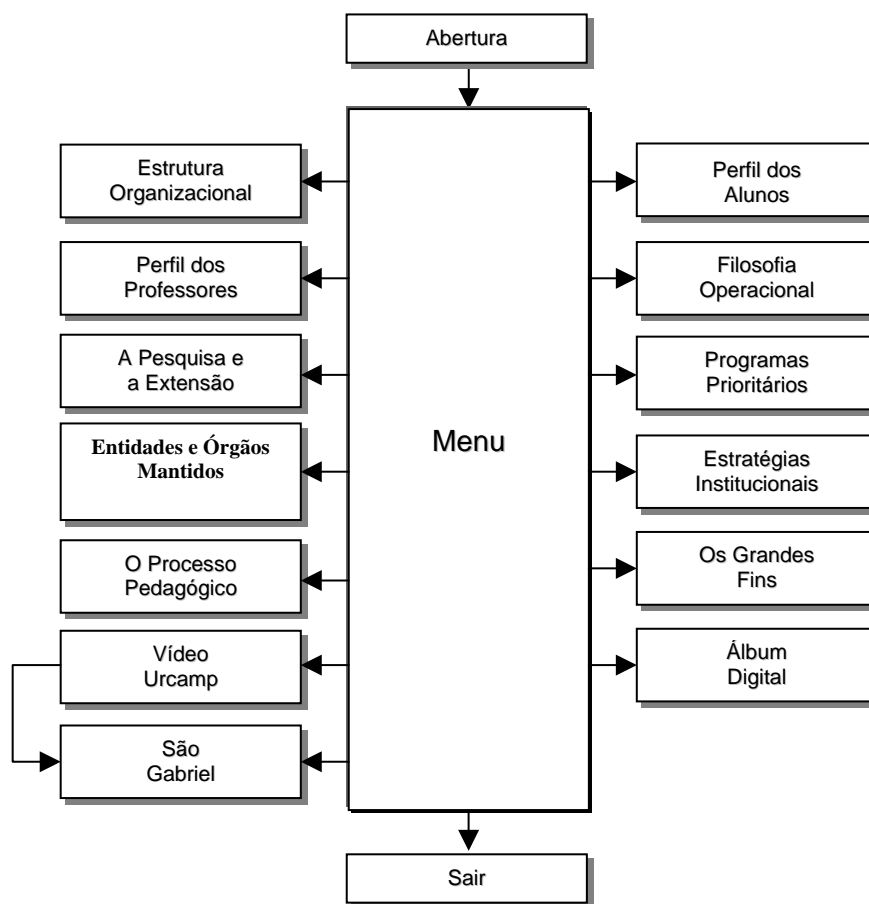 Abertura
Estrutura
Organizacional
Perfil dos
Professores
A Pesquisa e
a Extensão
Entidades e Órgãos
Mantidos
O Processo
Pedagógico
Vídeo
Urcamp
São
Gabriel
Menu
Perfil dos
Alunos
Filosofia
Operacional
Programas
Prioritários
Estratégias
Institucionais
Os Grandes
Fins
Álbum
Digital
Sair